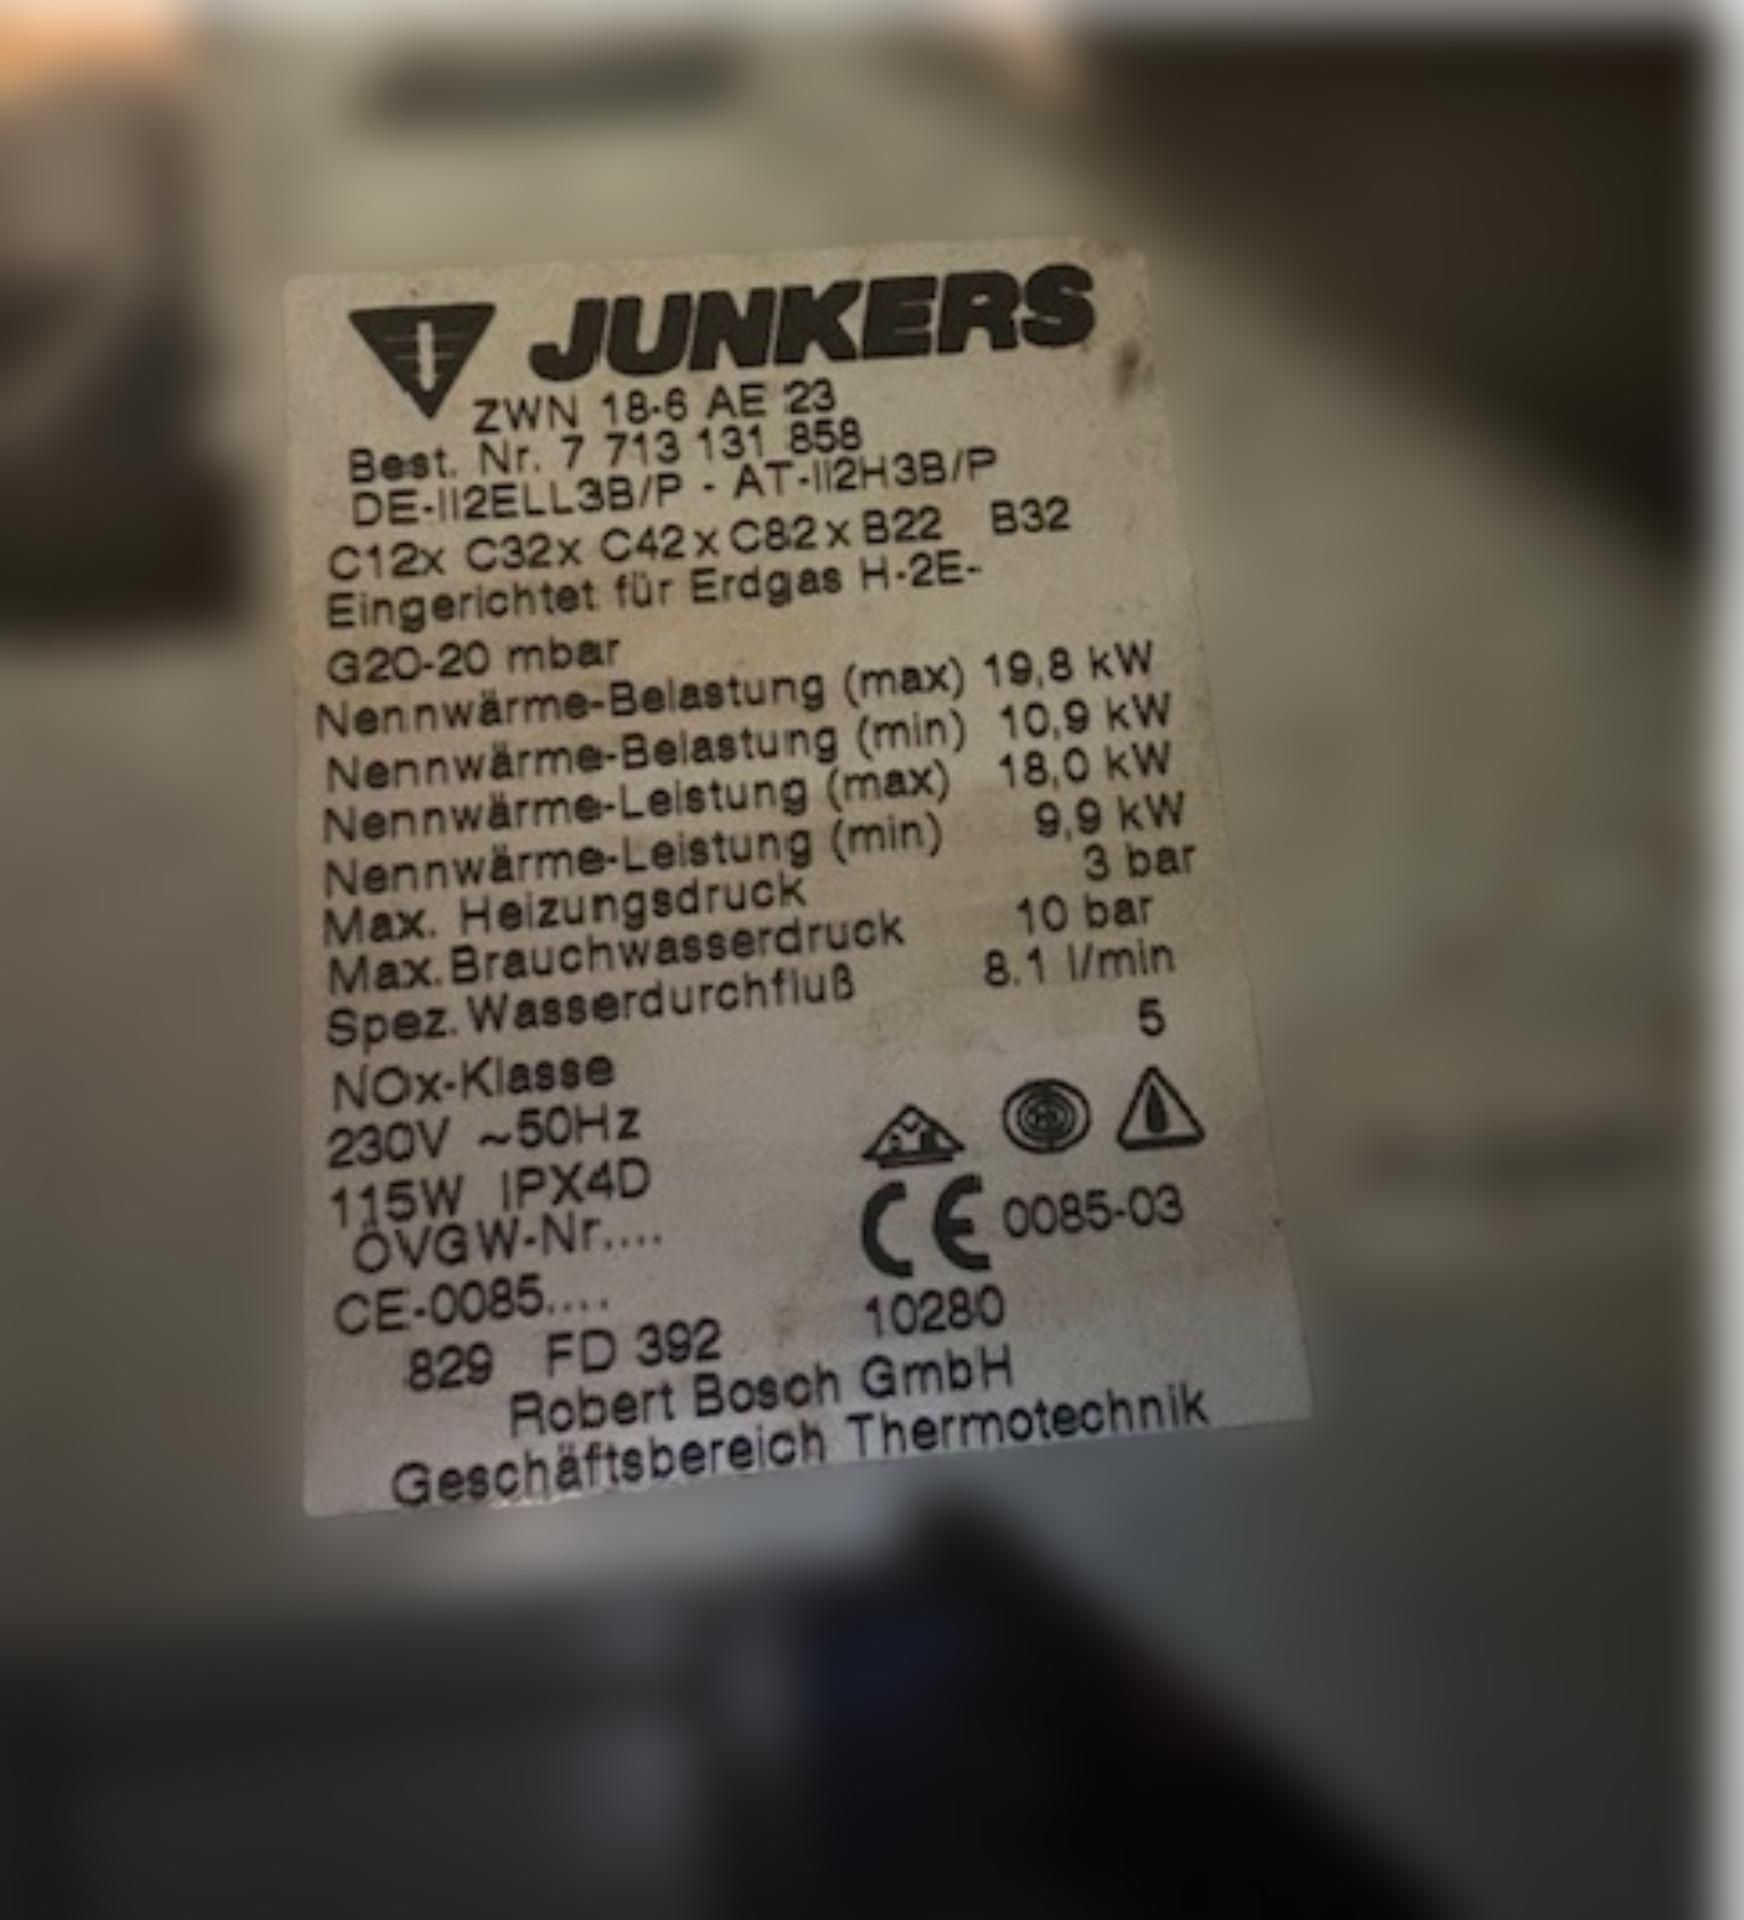 JUNKERS
ZWN 18-6 AE 23
Best. Nr. 7 713 131 858
DE-II2ELL3B/P - AT-II2H3B/P
C12x C32x C42x C82x B22 B32
Eingerichtet für Erdgas H-2E-
G20-20 mbar
Nennwärme-Belastung (max) 19,8 kW
Nennwärme-Belastung (min) 10,9 kW
Nennwärme-Leistung (max) 18,0 kW
Nennwärme-Leistung (min) 9,9 kW
Max. Heizungsdruck 3 bar
Max. Brauchwasserdruck 10 bar
Spez. Wasserdurchfluß 8.1 l/min
NOx-Klasse 5
230V ~50Hz
115W IPX4D
ÖVGW-Nr....
CE 0085-03
CE-0085....
829 FD 392 10280
Robert Bosch GmbH
Geschäftsbereich Thermotechnik